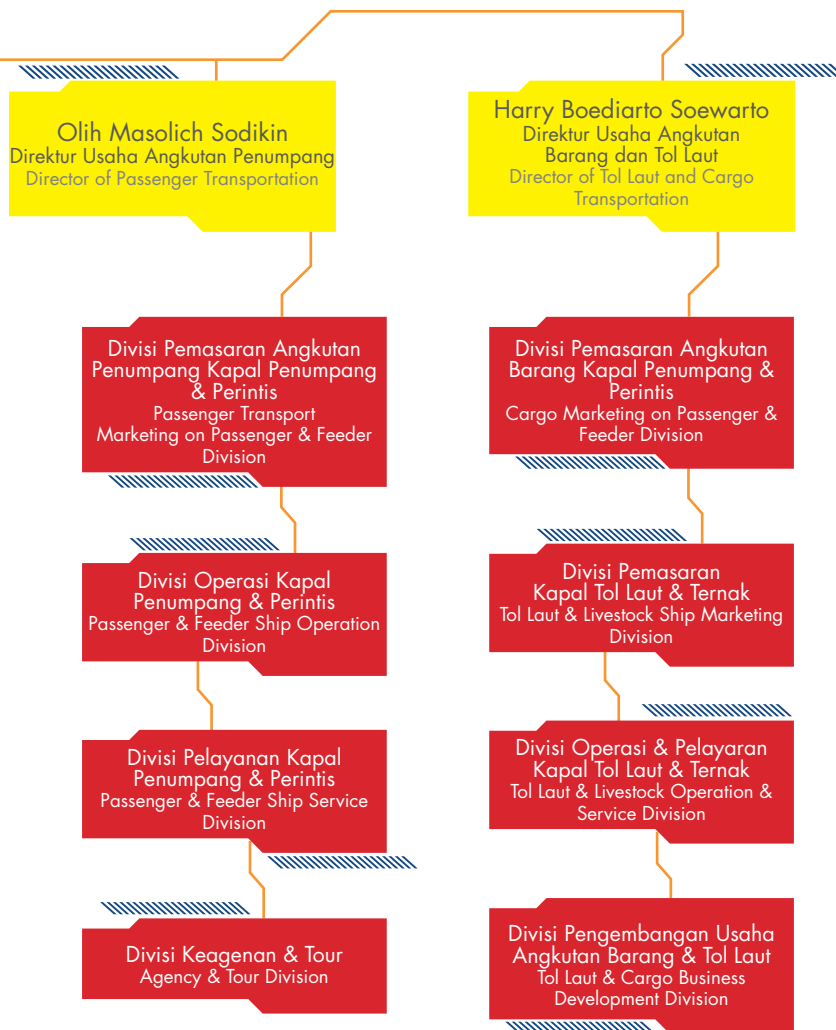 Olih Masolich Sodikin
Direktur Usaha Angkutan Penumpang
Director of Passenger Transportation
Divisi Pemasaran Angkutan
Penumpang Kapal Penumpang
& Perintis
Passenger Transport
Marketing on Passenger & Feeder
Division
Divisi Operasi Kapal
Penumpang & Perintis
Passenger & Feeder Ship Operation
Division
Divisi Pelayanan Kapal
Penumpang & Perintis
Passenger & Feeder Ship Service
Division
Divisi Keagenan & Tour
Agency & Tour Division
Harry Boediarto Soewarto
Direktur Usaha Angkutan
Barang dan Tol Laut
Director of Tol Laut and Cargo
Transportation
Divisi Pemasaran Angkutan
Barang Kapal Penumpang &
Perintis
Cargo Marketing on Passenger &
Feeder Division
Divisi Pemasaran
Kapal Tol Laut & Ternak
Tol Laut & Livestock Ship Marketing
Division
Divisi Operasi & Pelayaran
Kapal Tol Laut & Ternak
Tol Laut & Livestock Operation &
Service Division
Divisi Pengembangan Usaha
Angkutan Barang & Tol Laut
Tol Laut & Cargo Business
Development Division